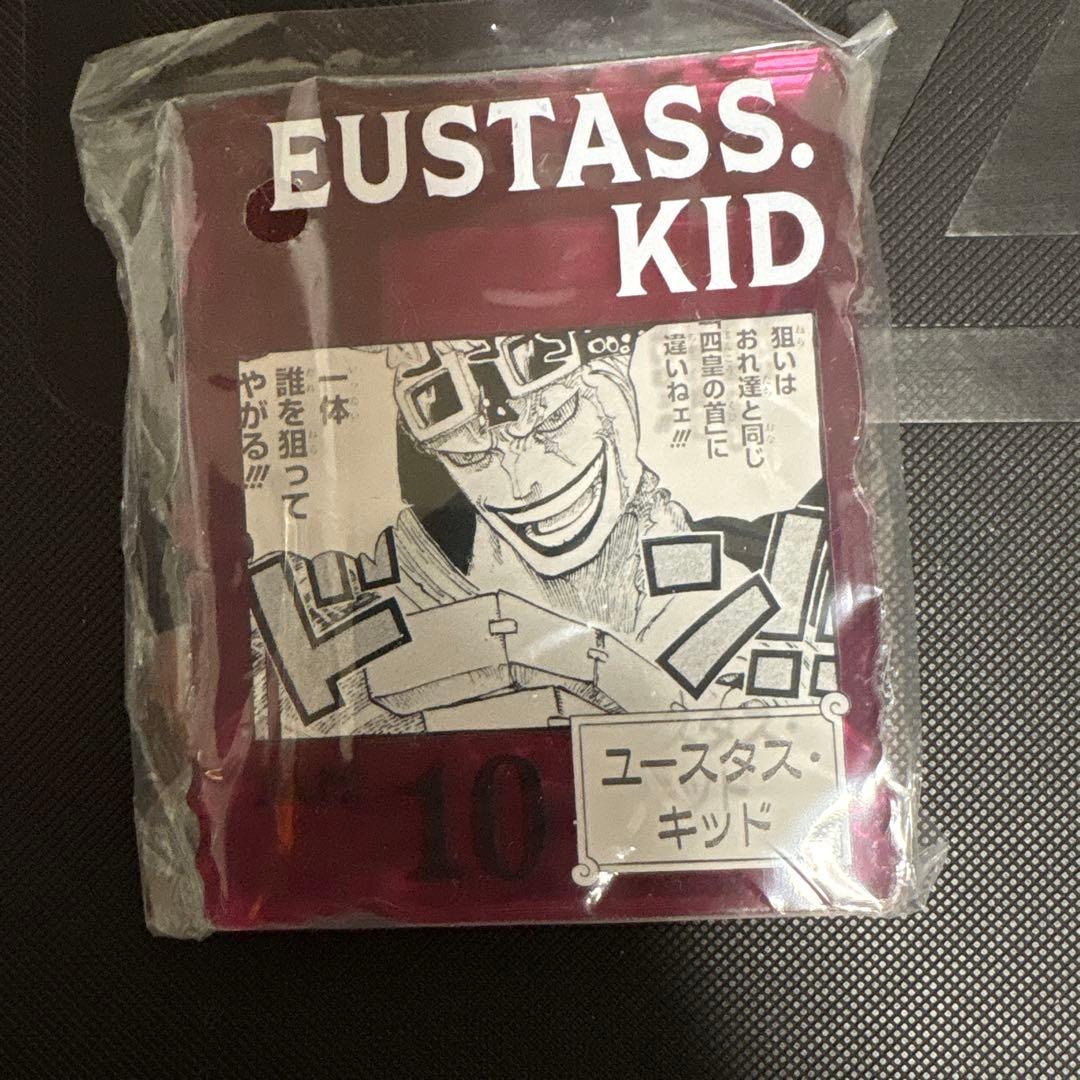 EUSTASS.
KID
狙いは
おれ達と同じ
「四皇の首」に
違いねェ!!!
一体
誰を狙って
やがる!!!
ドン!!
10
ユースタス・
キッド